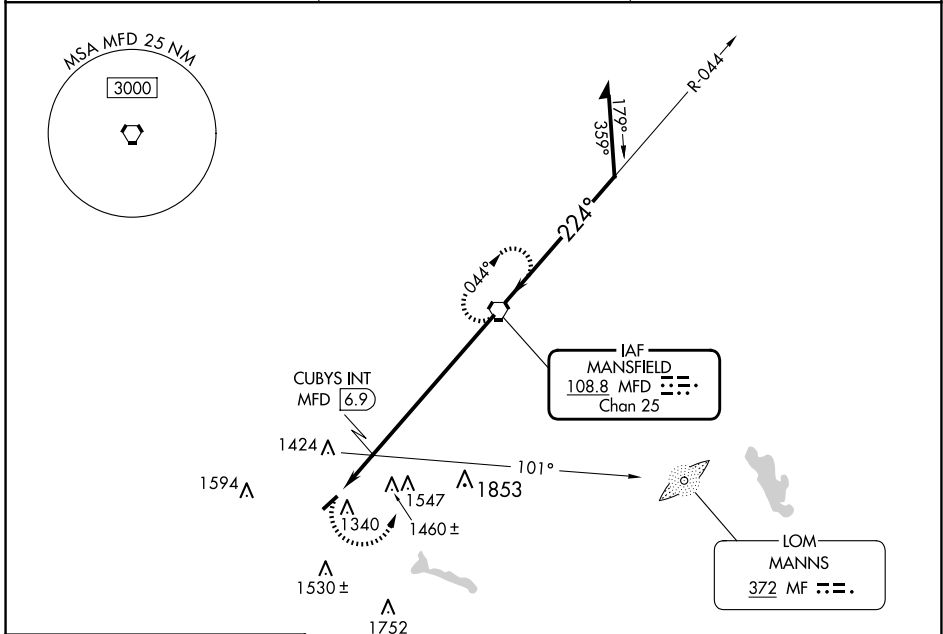 MSA MFD 25 NM
3000
R-044
179°
359°
224°
044°
IAF
MANSFIELD
108.8 MFD
Chan 25
CUBYS INT
MFD 6.9
1424
101°
1594
1853
1547
1340
1460 ±
LOM
MANNS
372 MF
1530 ±
1752